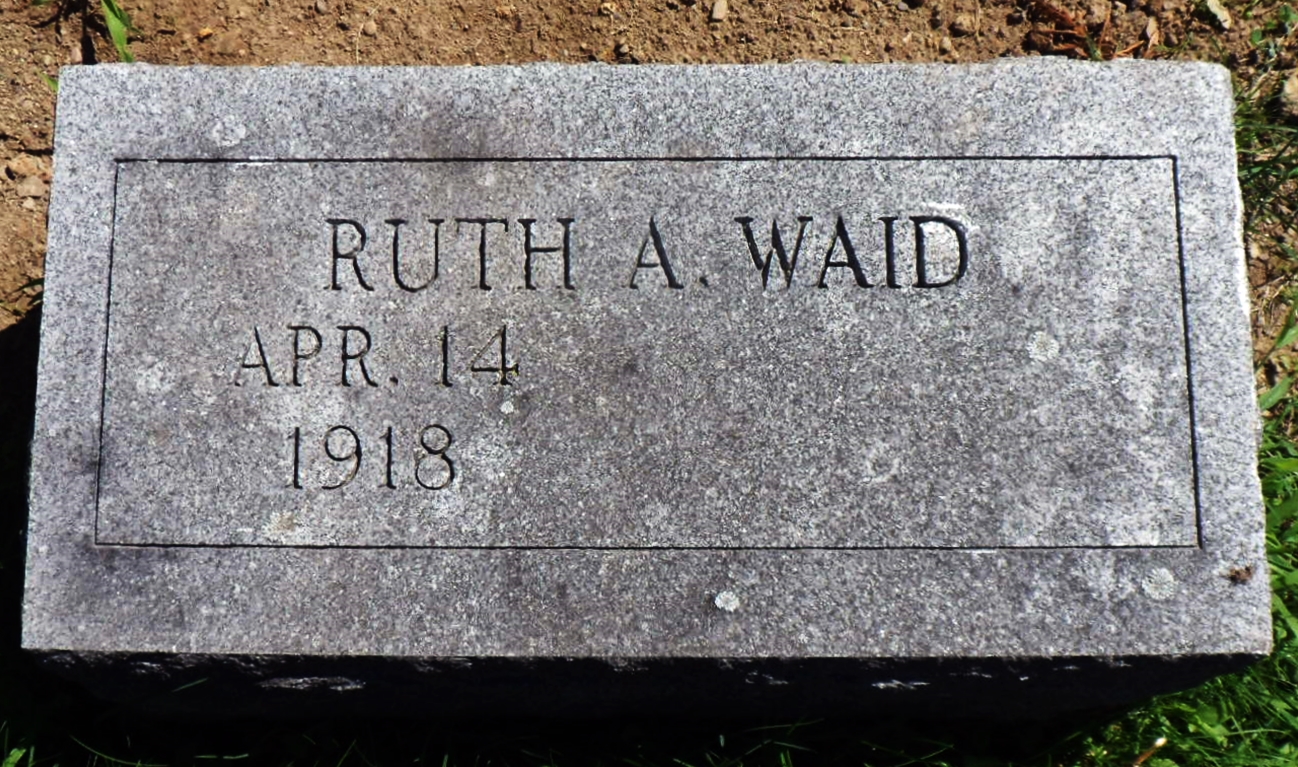 RUTH A. WAID
APR. 14
1918